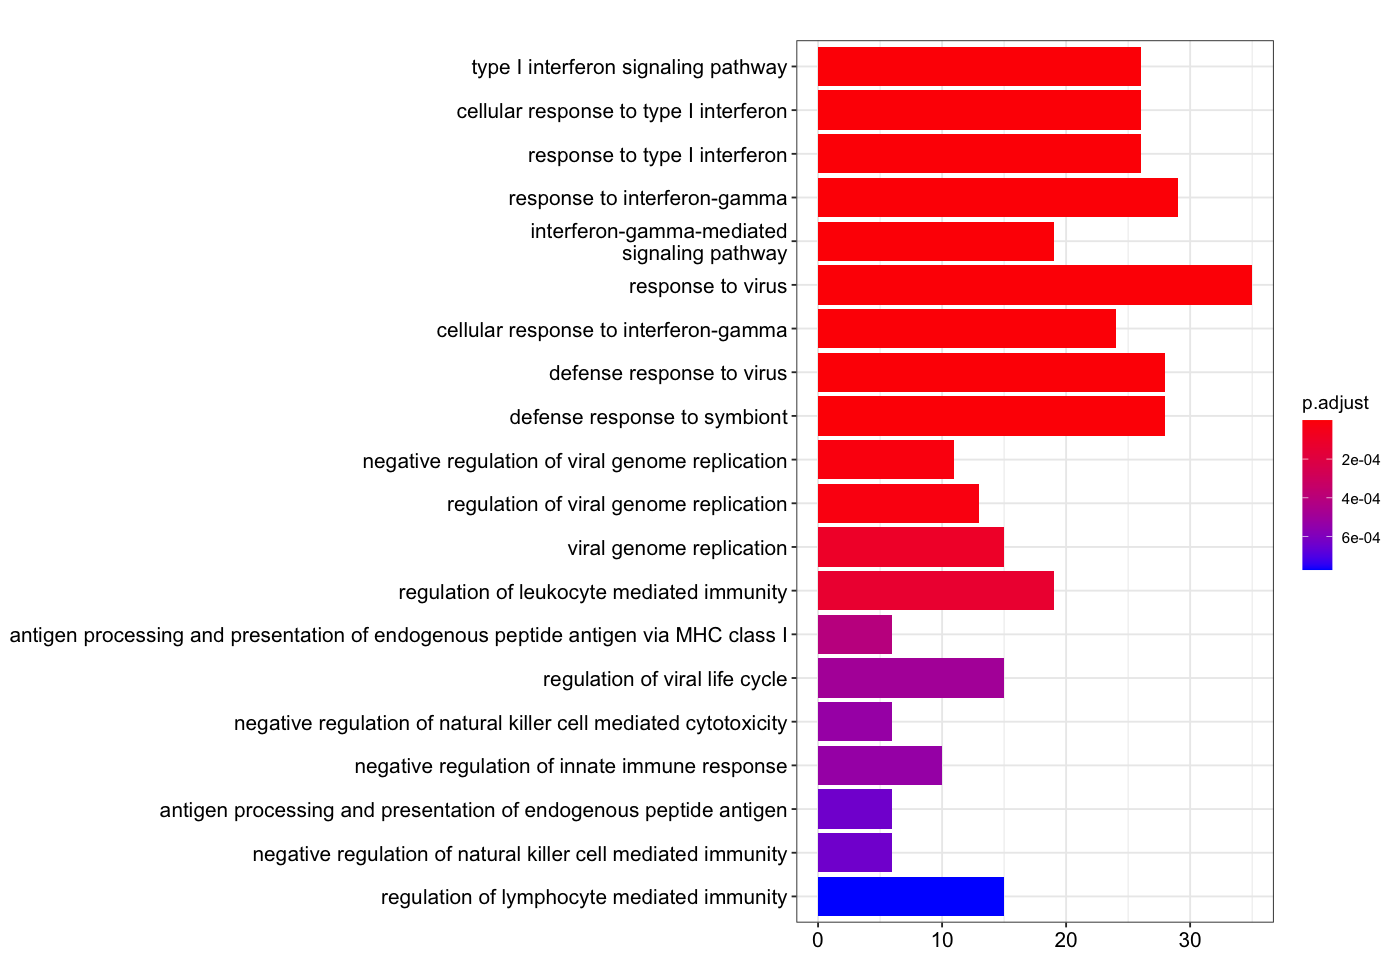 type I interferon signaling pathway
cellular response to type I interferon
response to type I interferon
response to interferon-gamma
interferon-gamma-mediated
signaling pathway
response to virus
cellular response to interferon-gamma
defense response to virus
defense response to symbiont
negative regulation of viral genome replication
regulation of viral genome replication
viral genome replication
regulation of leukocyte mediated immunity
antigen processing and presentation of endogenous peptide antigen via MHC class I
regulation of viral life cycle
negative regulation of natural killer cell mediated cytotoxicity
negative regulation of innate immune response
antigen processing and presentation of endogenous peptide antigen
negative regulation of natural killer cell mediated immunity
regulation of lymphocyte mediated immunity
0 10 20 30
p.adjust
2e-04
4e-04
6e-04